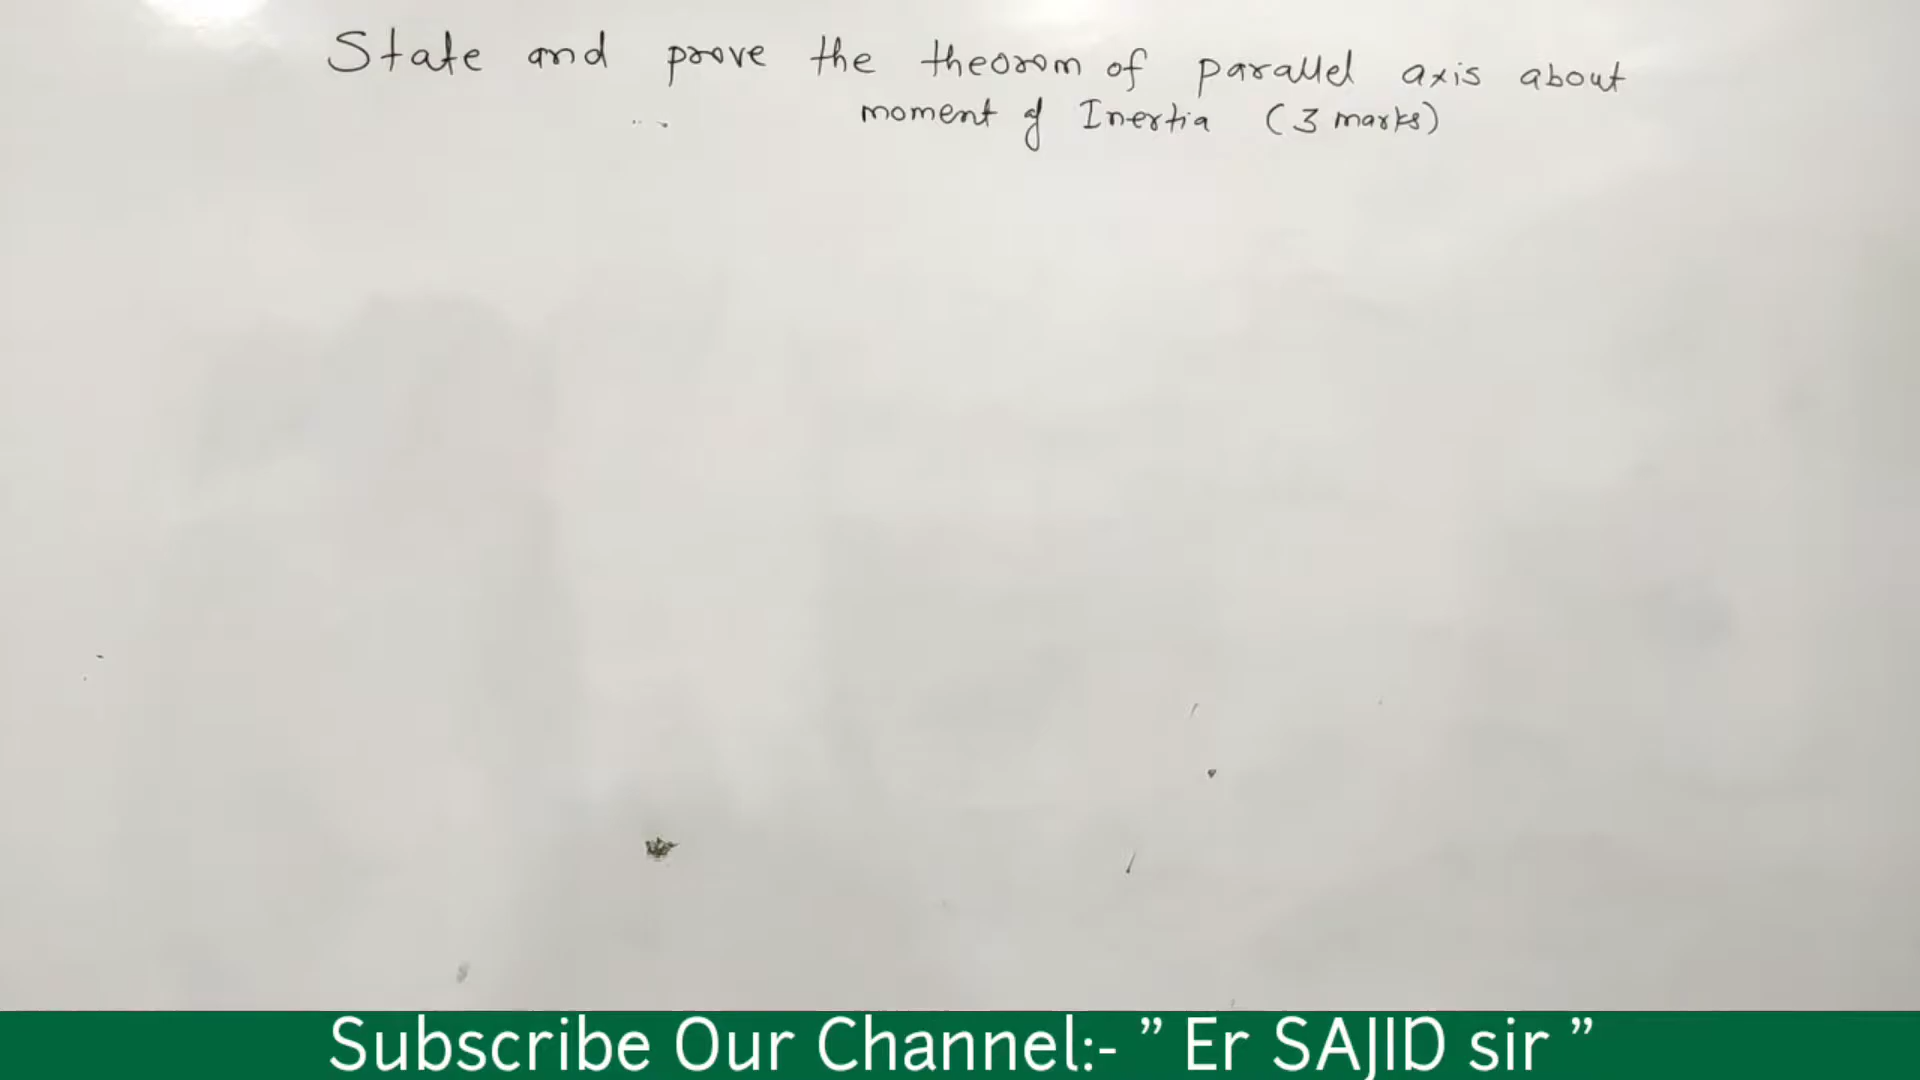 State and prove the theorom of parallel axis about
moment of Inertia (3 marks)
Subscribe Our Channel:- ” Er SAJID sir ”